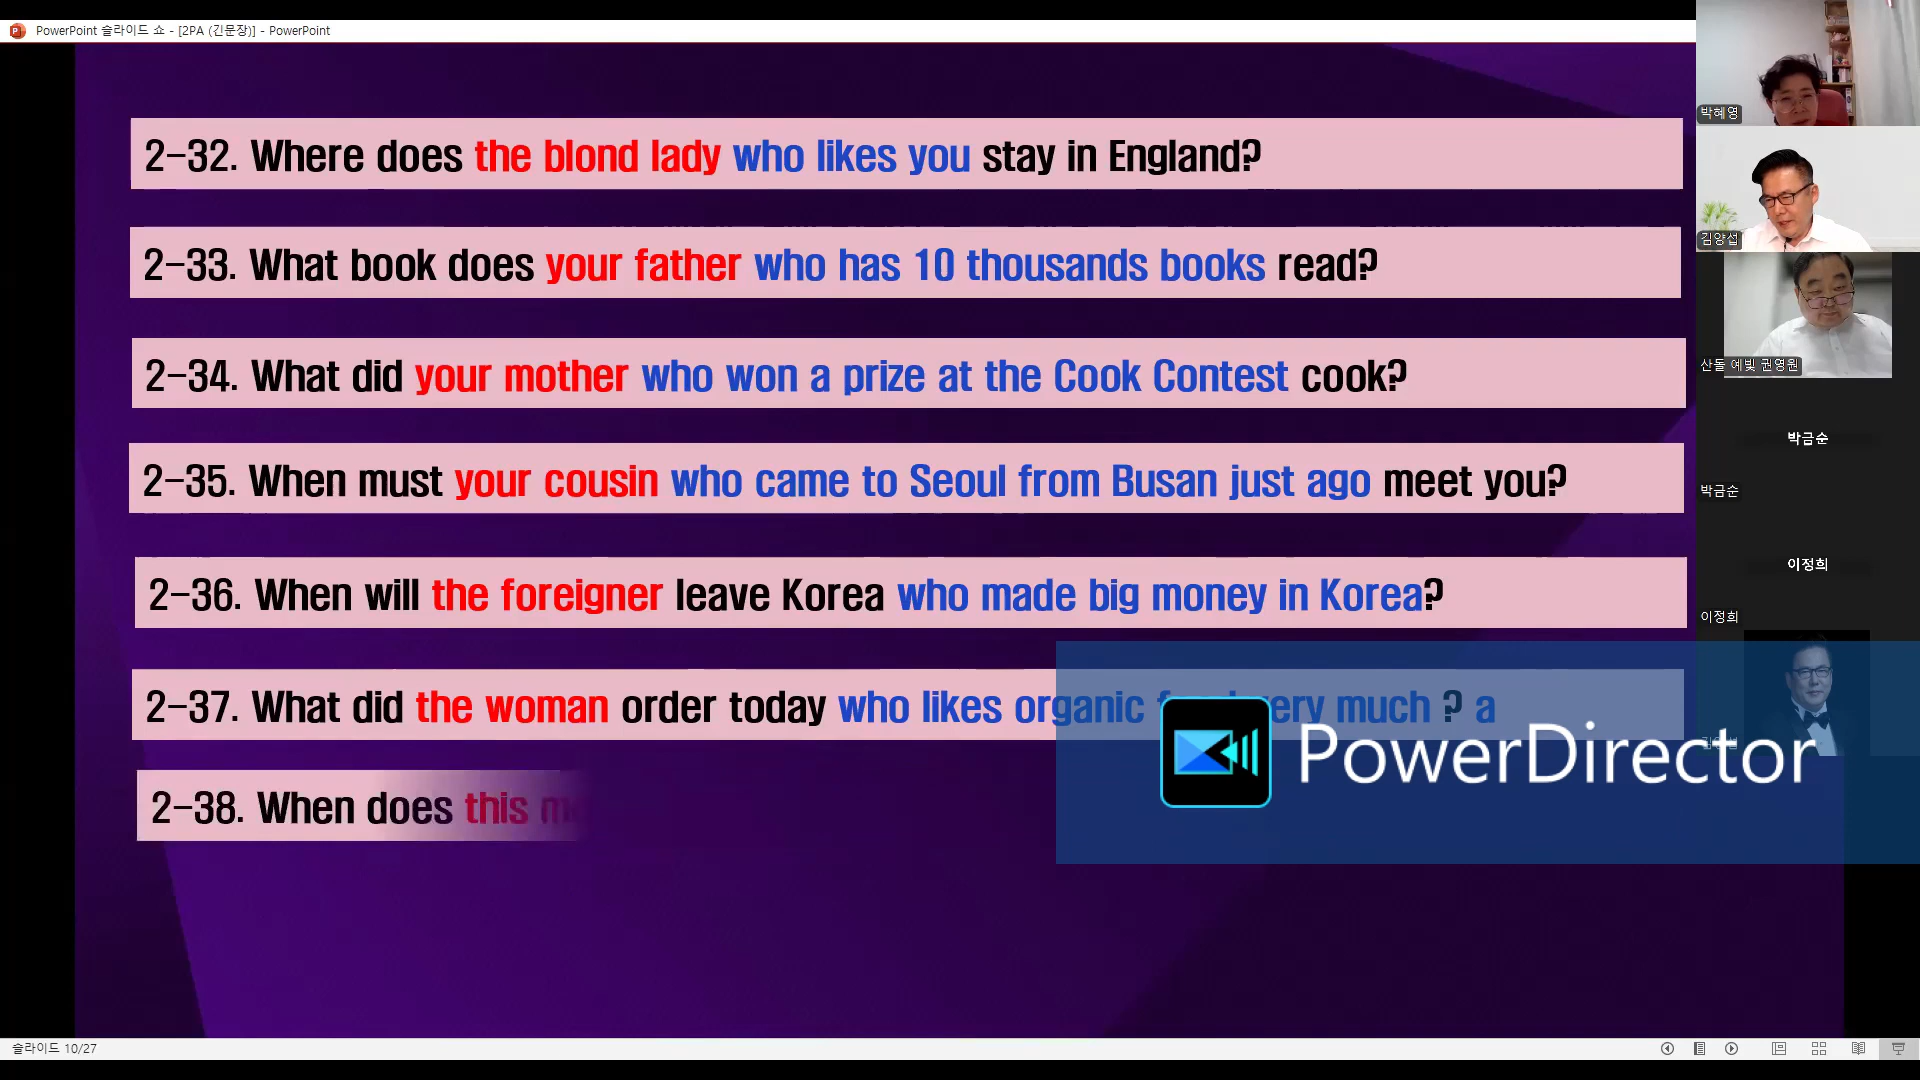 PowerPoint 슬라이드 쇼 - [2PA (긴문장)] - PowerPoint
2-32. Where does the blond lady who likes you stay in England?
2-33. What book does your father who has 10 thousands books read?
2-34. What did your mother who won a prize at the Cook Contest cook?
2-35. When must your cousin who came to Seoul from Busan just ago meet you?
2-36. When will the foreigner leave Korea who made big money in Korea?
2-37. What did the woman order today who likes organic very much ? a
2-38. When does this
PowerDirector
박혜영
김양섭
산돌 예빛 권영원
박금순
박금순
이정희
이정희
슬라이드 10/27